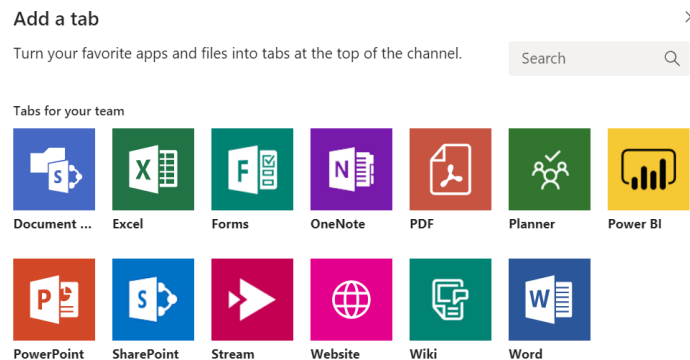 Add a tab
Turn your favorite apps and files into tabs at the top of the channel.
Search
Tabs for your team
Document ...
Excel
Forms
OneNote
PDF
Planner
Power BI
PowerPoint
SharePoint
Stream
Website
Wiki
Word